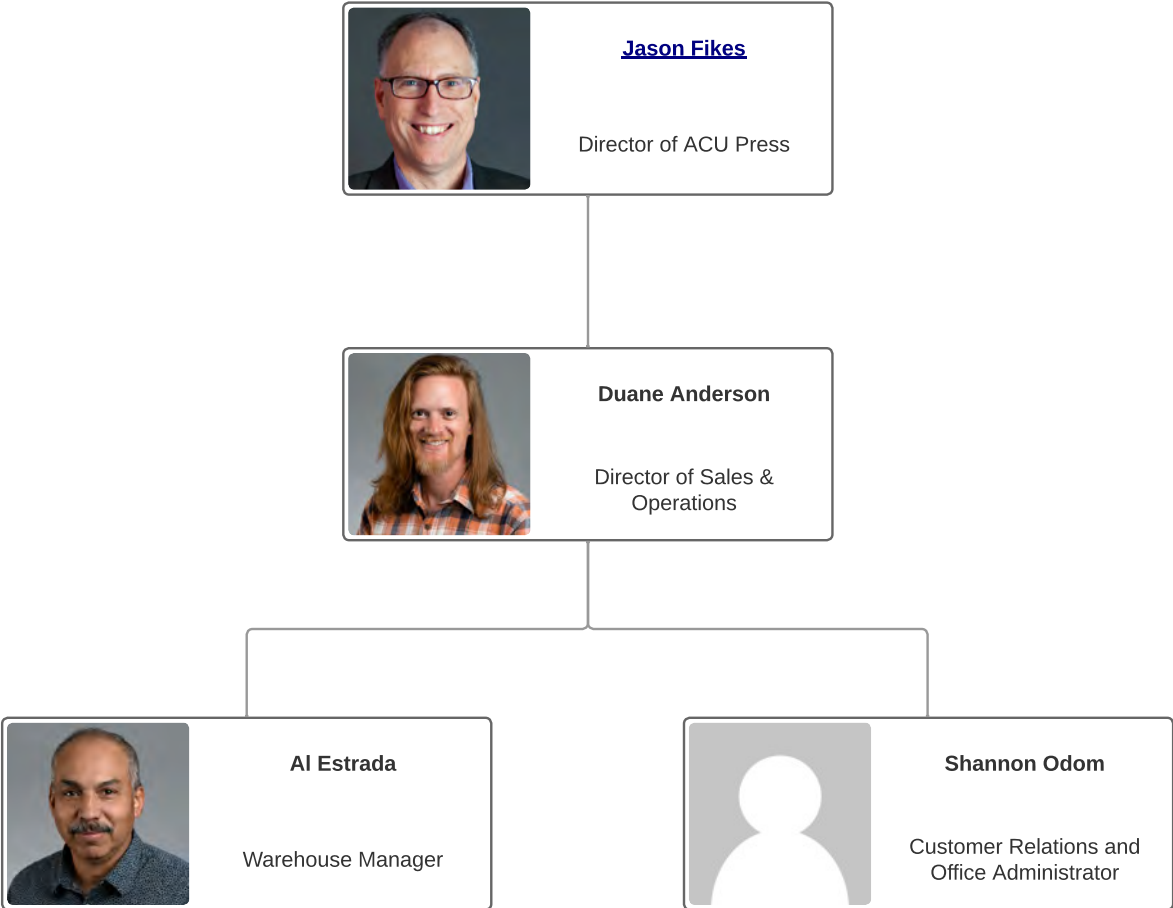 Jason Fikes
Director of ACU Press
Duane Anderson
Director of Sales &
Operations
Al Estrada
Warehouse Manager
Shannon Odom
Customer Relations and
Office Administrator